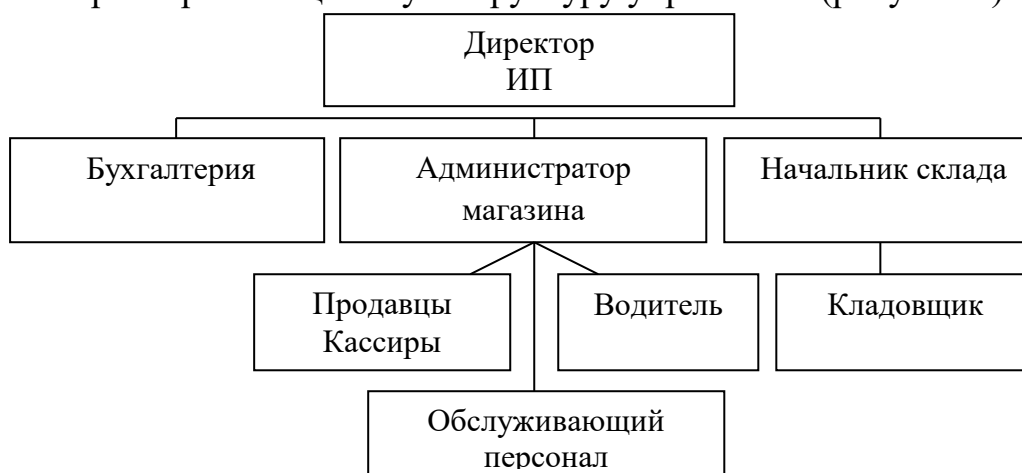 Директор
ИП
Бухгалтерия
Администратор
магазина
Начальник склада
Продавцы
Кассиры
Водитель
Кладовщик
Обслуживающий
персонал